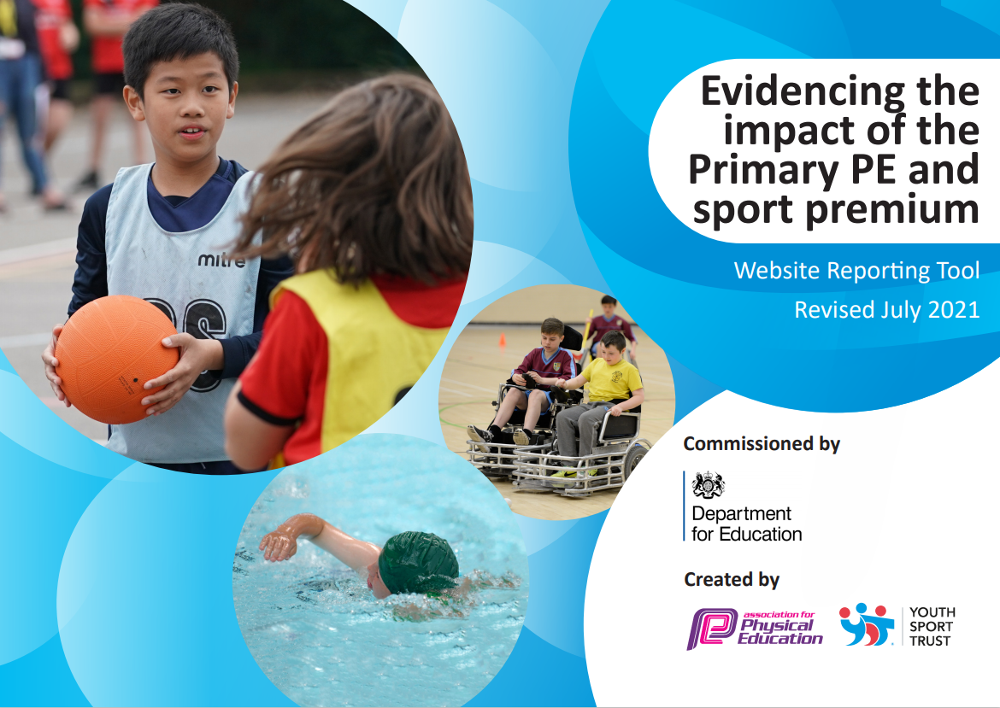 Evidencing the
impact of the
Primary PE and
sport premium
Website Reporting Tool
Revised July 2021
mitre
Commissioned by
Department
for Education
Created by
association for
Physical
Education
YOUTH
SPORT
TRUST